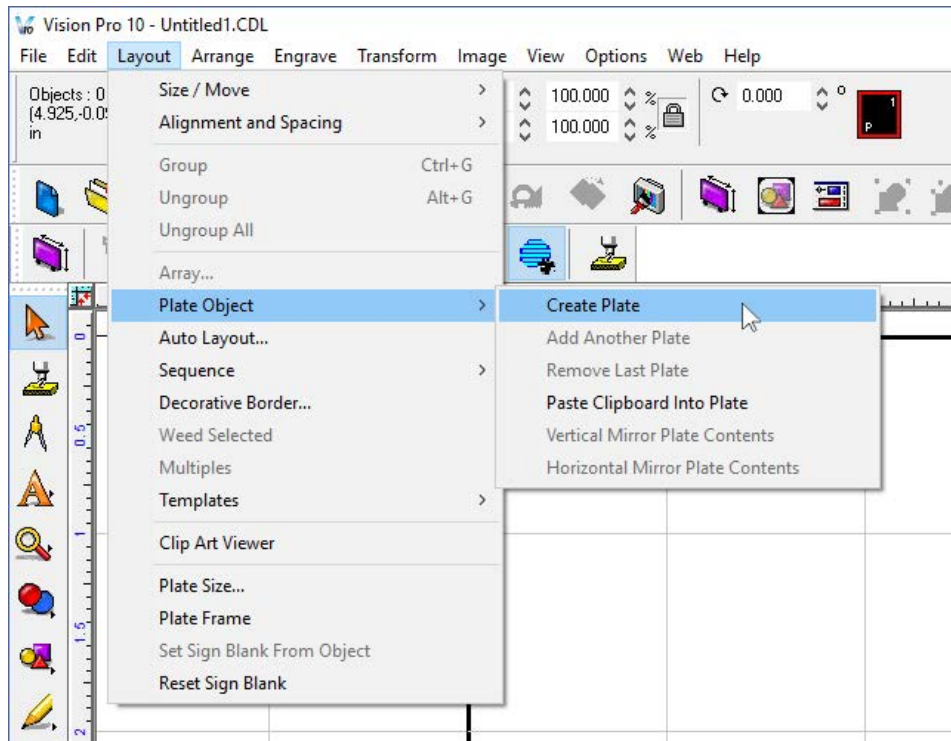 Vision Pro 10 - Untitled1.CDL
File Edit Layout Arrange Engrave Transform Image View Options Web Help
Objects : 0
in
100.000 %
100.000 %
0.000 o
1
P
Size / Move
Alignment and Spacing
Group Ctrl+G
Ungroup Alt+G
Ungroup All
Array...
Plate Object
Auto Layout...
Sequence
Decorative Border...
Weed Selected
Multiples
Templates
Clip Art Viewer
Plate Size...
Plate Frame
Set Sign Blank From Object
Reset Sign Blank
Create Plate
Add Another Plate
Remove Last Plate
Paste Clipboard Into Plate
Vertical Mirror Plate Contents
Horizontal Mirror Plate Contents
0
0.5
1
1.5
2